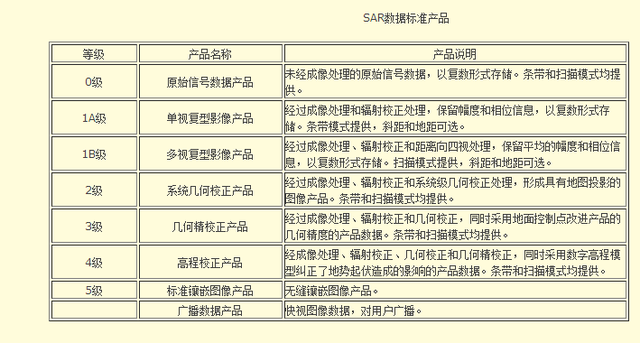 SAR数据标准产品
等级 产品名称 产品说明
0级 原始信号数据产品 未经成像处理的原始信号数据，以复数形式存储。条带和扫描模式均提
供。
1A级 单视复型影像产品 经过成像处理和辐射校正处理，保留幅度和相位信息，以复数形式存
储。条带模式提供，斜距和地距可选。
1B级 多视复型影像产品 经过成像处理、辐射校正和距离向四视处理，保留平均的幅度和相位信
息，以复数形式存储。扫描模式提供，斜距和地距可选。
2级 系统几何校正产品 经过成像处理、辐射校正和系统级几何校正处理，形成具有地图投影的
图像产品。条带和扫描模式均提供。
3级 几何精校正产品 经过成像处理、辐射校正和几何校正，同时采用地面控制点改进产品的
几何精度的产品数据。条带和扫描模式均提供。
4级 高程校正产品 经成像处理、辐射校正、几何校正和几何精校正，同时采用数字高程模
型纠正了地势起伏造成的影响的产品数据。条带和扫描模式均提供。
5级 标准镶嵌图像产品 无缝镶嵌图像产品。
广播数据产品 快视图像数据，对用户广播。